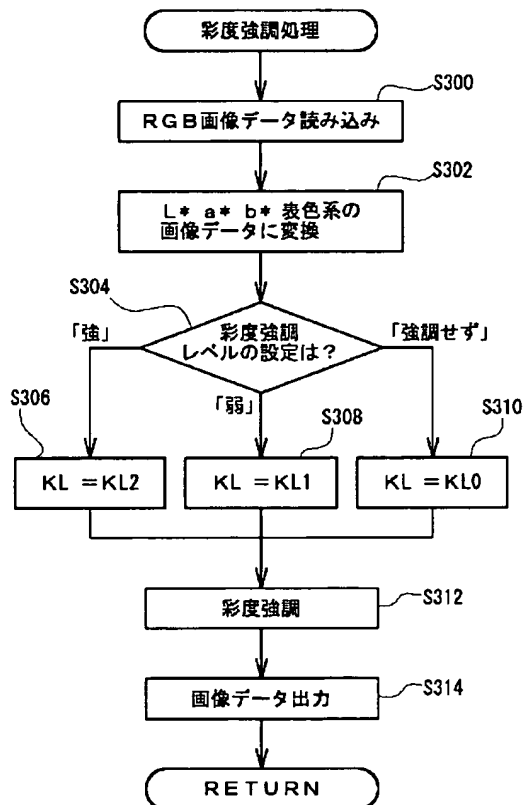 彩度強調処理
S300
RGB画像データ読み込み
S302
L* a* b* 表色系の
画像データに変換
S304
彩度強調
レベルの設定は？
「強」
「弱」
「強調せず」
S306
KL =KL2
S308
KL =KL1
S310
KL =KL0
彩度強調
S312
画像データ出力
S314
RETURN